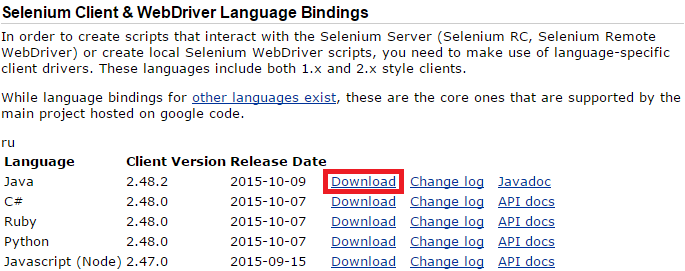 Selenium Client & WebDriver Language Bindings
In order to create scripts that interact with the Selenium Server (Selenium RC, Selenium Remote
WebDriver) or create local Selenium WebDriver scripts, you need to make use of language-specific
client drivers. These languages include both 1.x and 2.x style clients.
While language bindings for other languages exist, these are the core ones that are supported by the
main project hosted on google code.
ru
Language Client Version Release Date
Java 2.48.2 2015-10-09 Download Change log Javadoc
C# 2.48.0 2015-10-07 Download Change log API docs
Ruby 2.48.0 2015-10-07 Download Change log API docs
Python 2.48.0 2015-10-07 Download Change log API docs
Javascript (Node) 2.47.0 2015-09-15 Download Change log API docs